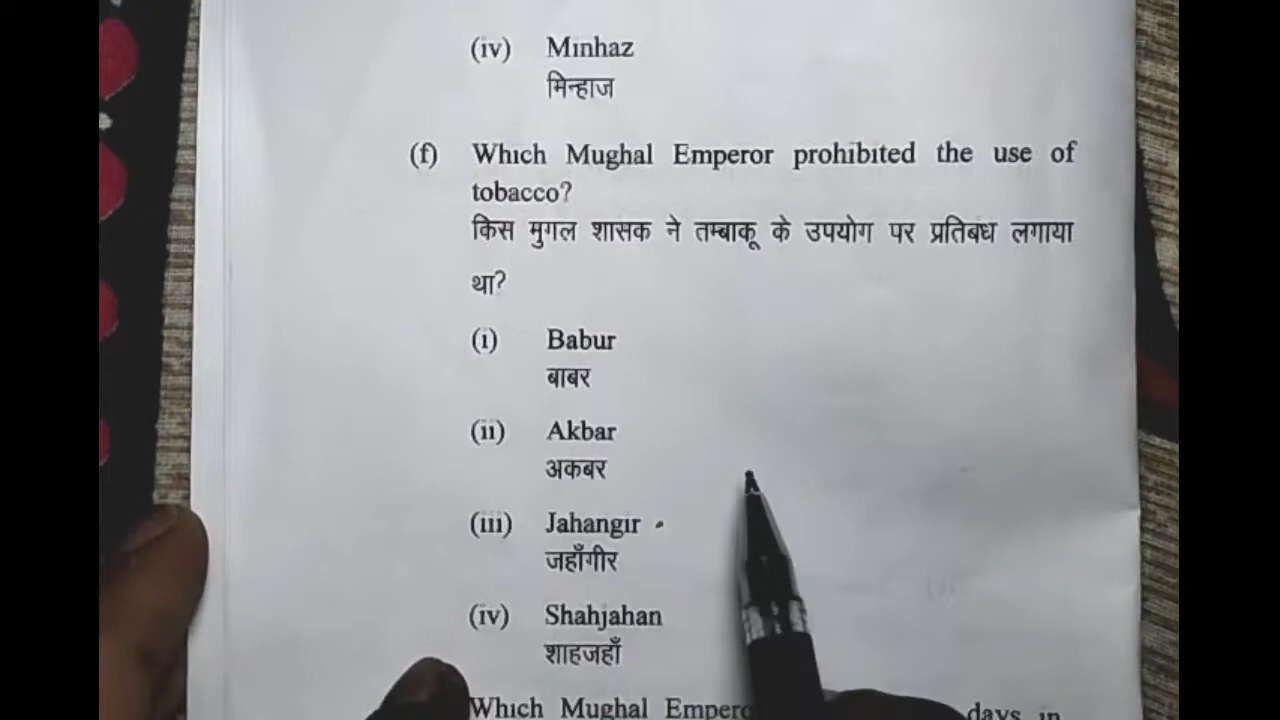 (iv) Minhaz
मिन्हाज
(f) Which Mughal Emperor prohibited the use of
tobacco?
किस मुगल शासक ने तम्बाकू के उपयोग पर प्रतिबंध लगाया
था?
(i) Babur
बाबर
(ii) Akbar
अकबर
(iii) Jahangir
जहाँगीर
(iv) Shahjahan
शाहजहाँ
Which Mughal days in